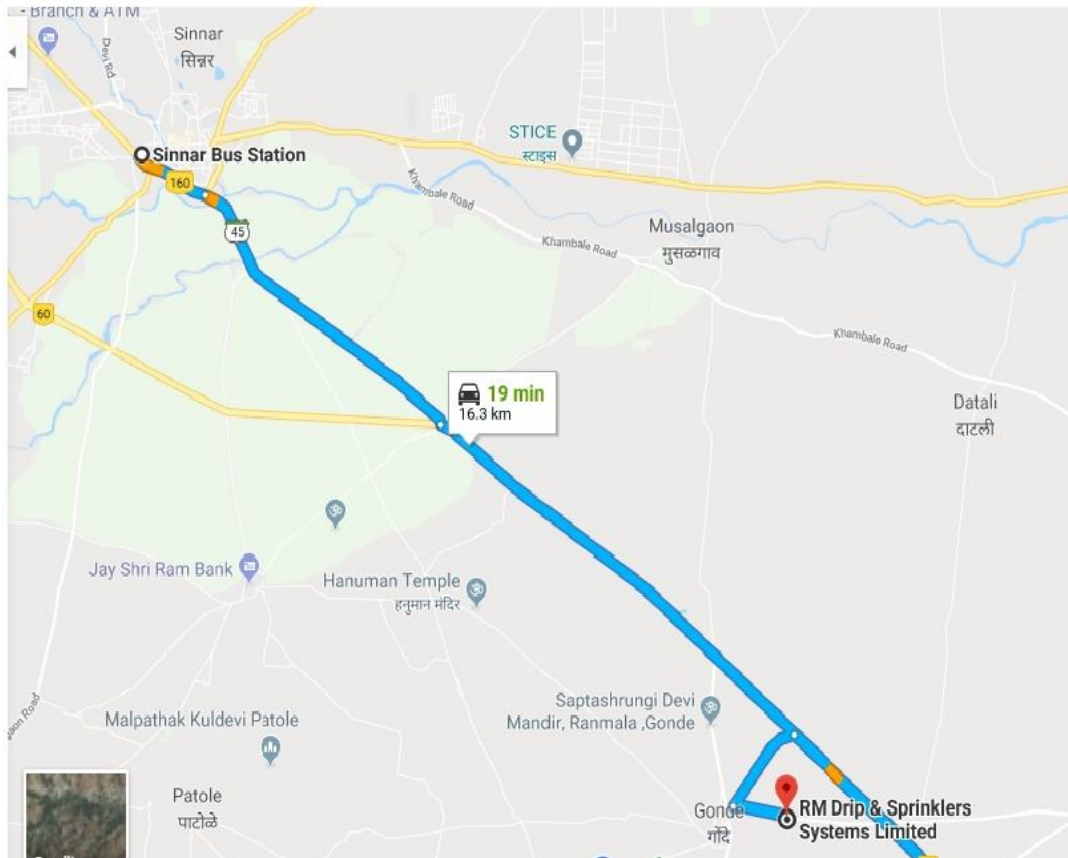 - Branch & ATM
Sinnar
सिन्नर
Devi Rd
STICE
स्टाइस
Sinnar Bus Station
160
Khambale Road
45
Musalgaon
मुसळगाव
Khambale Road
60
Khambale Road
19 min
16.3 km
Datali
दाटली
Jay Shri Ram Bank
Hanuman Temple
हनुमान मंदिर
Saptashrungi Devi
Mandir, Ranmala ,Gonde
Malpathak Kuldevi Patole
Patole
पाटोळे
Gonde
गोंदे
RM Drip & Sprinklers
Systems Limited